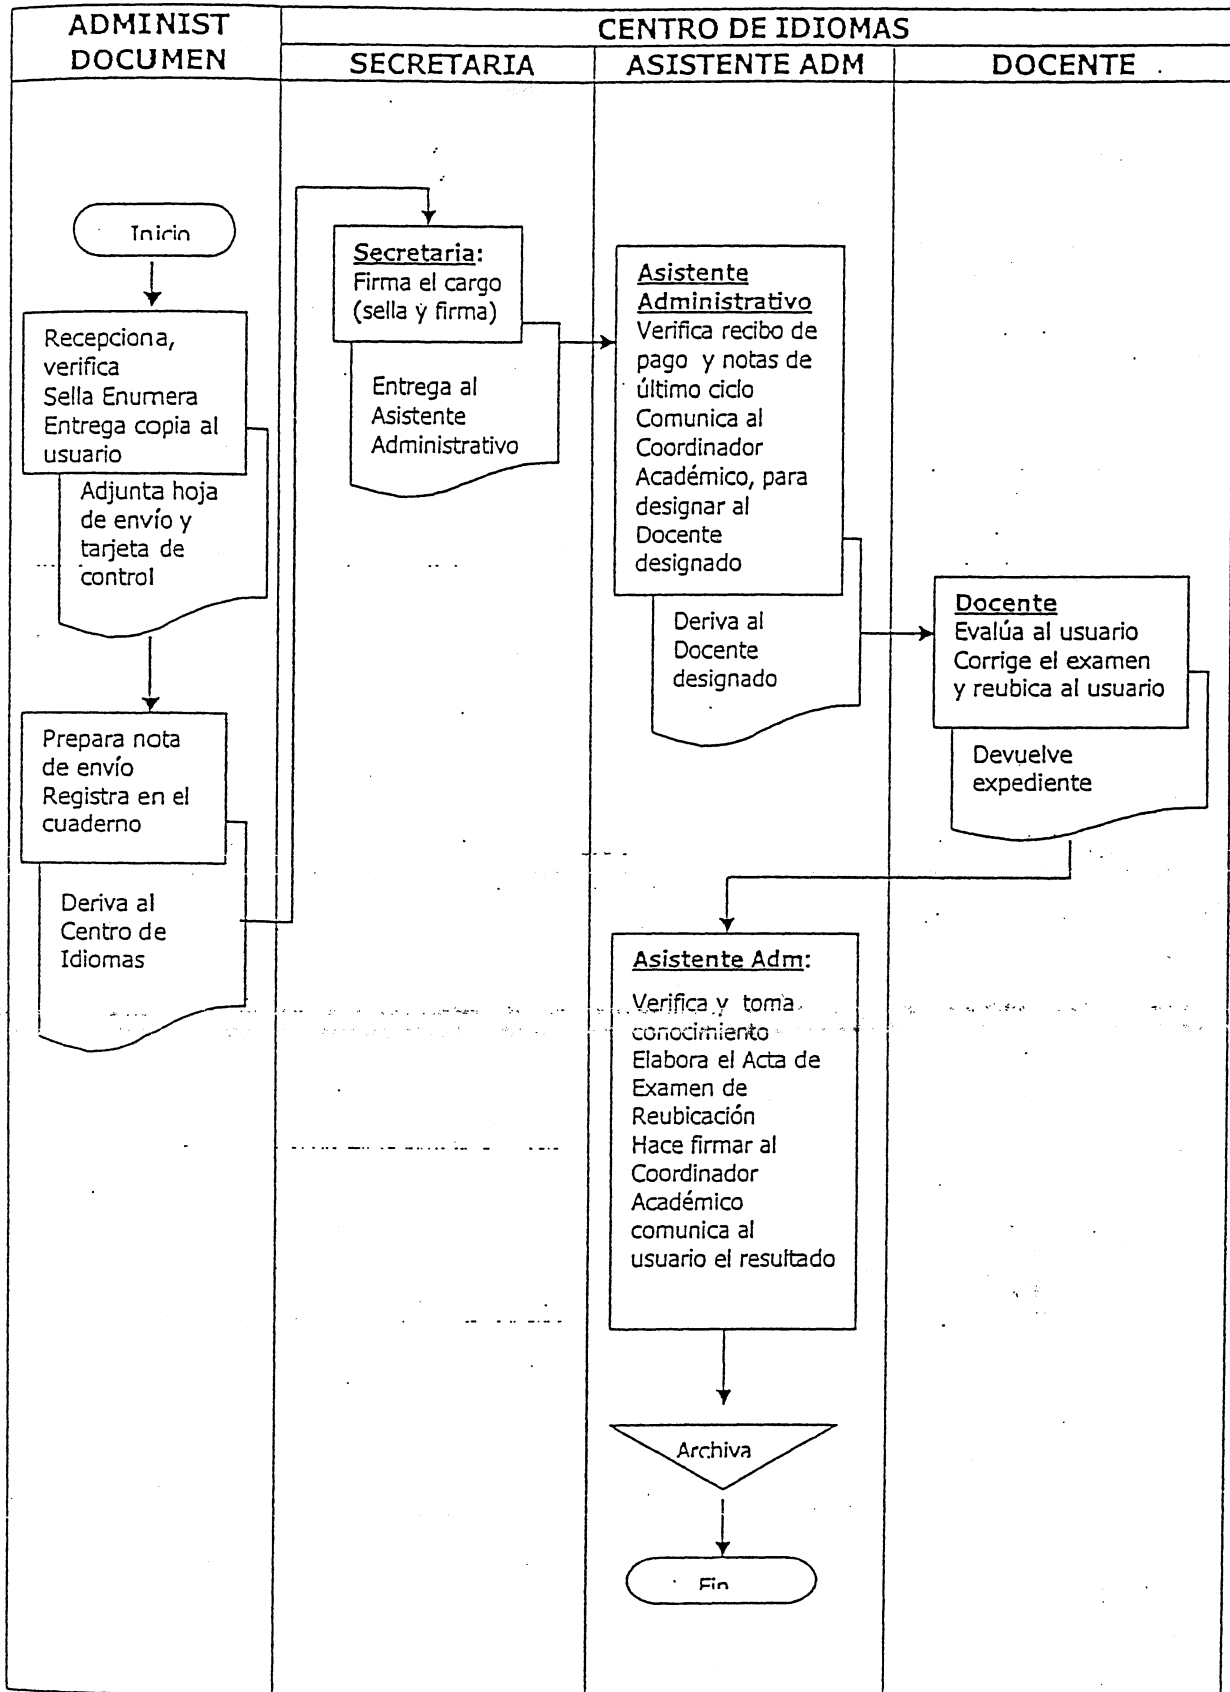 ADMINIST
DOCUMEN
CENTRO DE IDIOMAS
SECRETARIA
ASISTENTE ADM
DOCENTE
Inicio
Recepciona,
verifica
Sella Enumera
Entrega copia al
usuario
Adjunta hoja
de envío y
tarjeta de
control
Prepara nota
de envío
Registra en el
cuaderno
Deriva al
Centro de
Idiomas
Secretaria:
Firma el cargo
(sella y firma)
Entrega al
Asistente
Administrativo
Asistente
Administrativo
Verifica recibo de
pago y notas de
último ciclo
Comunica al
Coordinador
Académico, para
designar al
Docente
designado
Deriva al
Docente
designado
Docente
Evalúa al usuario
Corrige el examen
y reubica al usuario
Devuelve
expediente
Asistente Adm:
Verifica y toma
conocimiento
Elabora el Acta de
Examen de
Reubicación
Hace firmar al
Coordinador
Académico
comunica al
usuario el resultado
Archiva
Fin